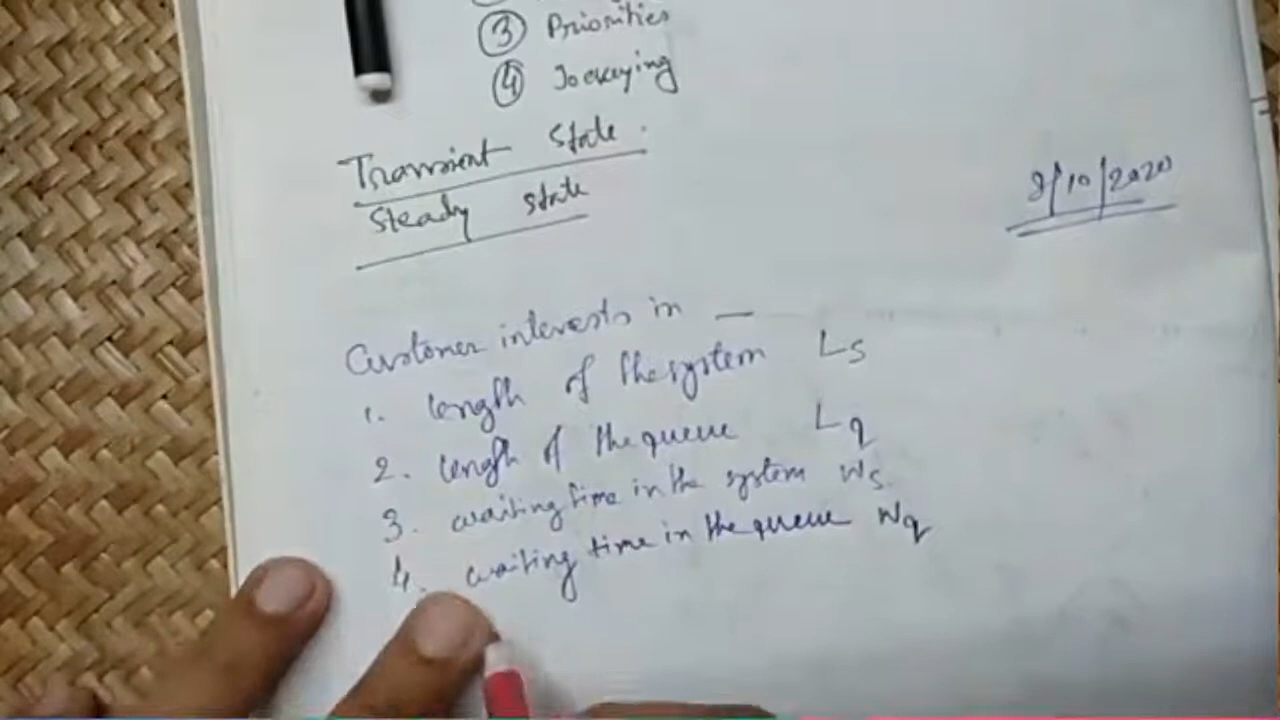 ③ Priorities
④ Jockeying
Transient State.
Steady state
8/10/2020
Customer interests in —
1. length of the system Ls
2. length of the queue Lq
3. waiting time in the system Ws
4. waiting time in the queue Wq